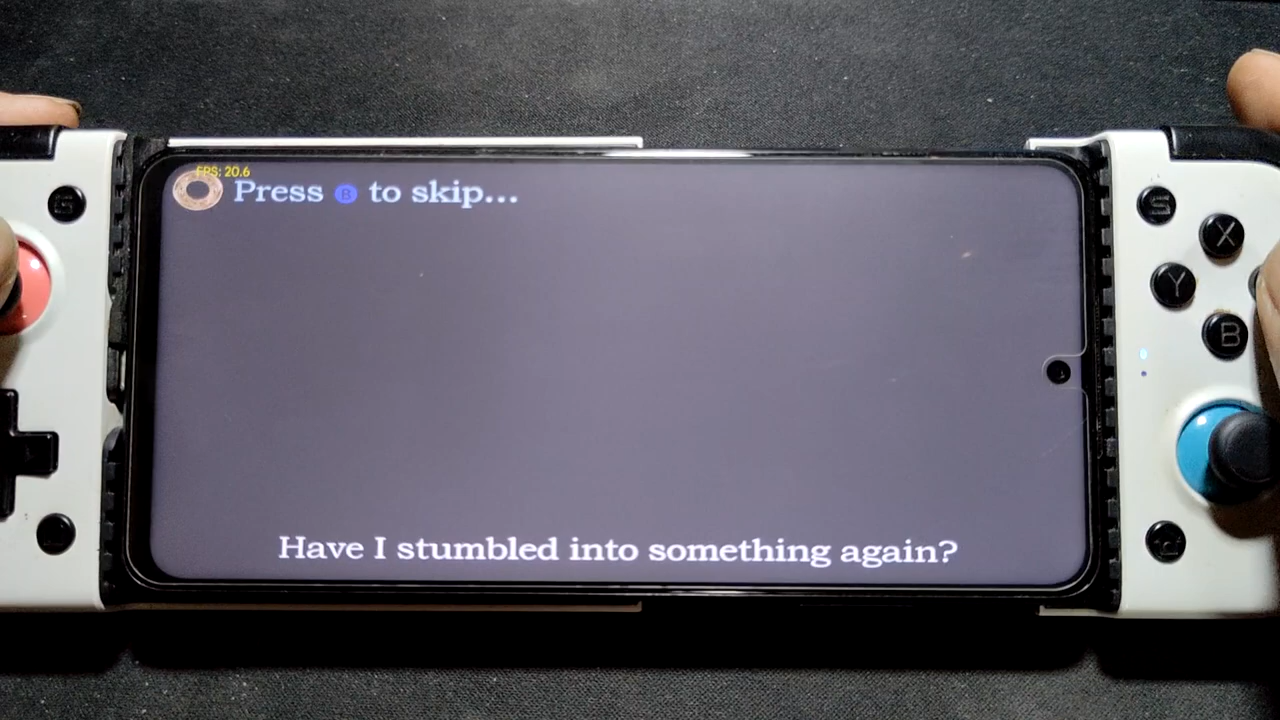 FPS: 20.6
Press B to skip...
Have I stumbled into something again?
S
X
Y
B